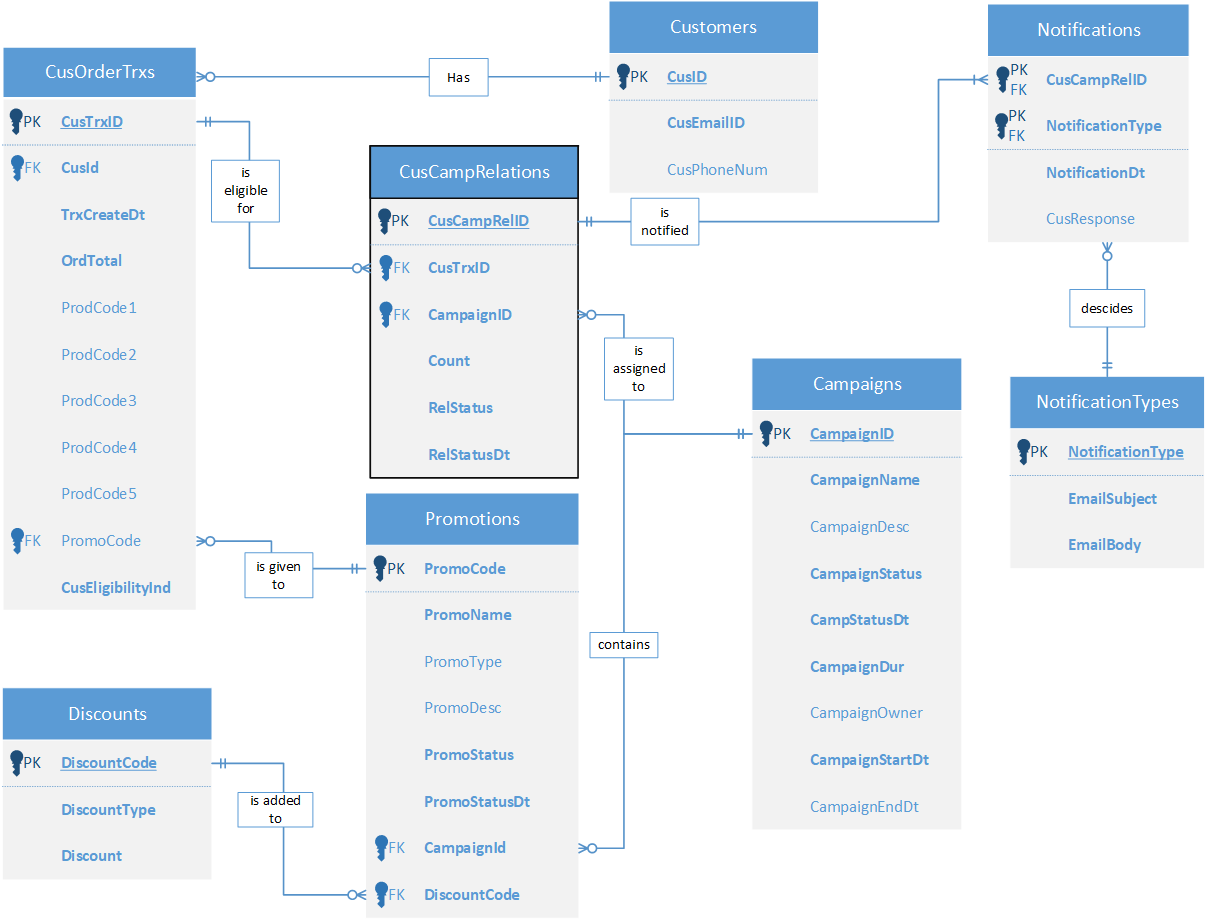 CusOrderTrxs
PK CusTrxID
FK CusId
TrxCreateDt
OrdTotal
ProdCode1
ProdCode2
ProdCode3
ProdCode4
ProdCode5
FK PromoCode
CusEligibilityInd
Has
Customers
PK CusID
CusEmailID
CusPhoneNum
Notifications
PK
FK
CusCampRelID
PK
FK
NotificationType
NotificationDt
CusResponse
is
eligible
for
CusCampRelations
PK CusCampRelID
FK CusTrxID
FK CampaignID
Count
RelStatus
RelStatusDt
is
notified
descides
is
assigned
to
Campaigns
PK CampaignID
CampaignName
CampaignDesc
CampaignStatus
CampStatusDt
CampaignDur
CampaignOwner
CampaignStartDt
CampaignEndDt
NotificationTypes
PK NotificationType
EmailSubject
EmailBody
is given
to
Promotions
PK PromoCode
PromoName
PromoType
PromoDesc
PromoStatus
PromoStatusDt
FK CampaignId
FK DiscountCode
contains
Discounts
PK DiscountCode
DiscountType
Discount
is added
to